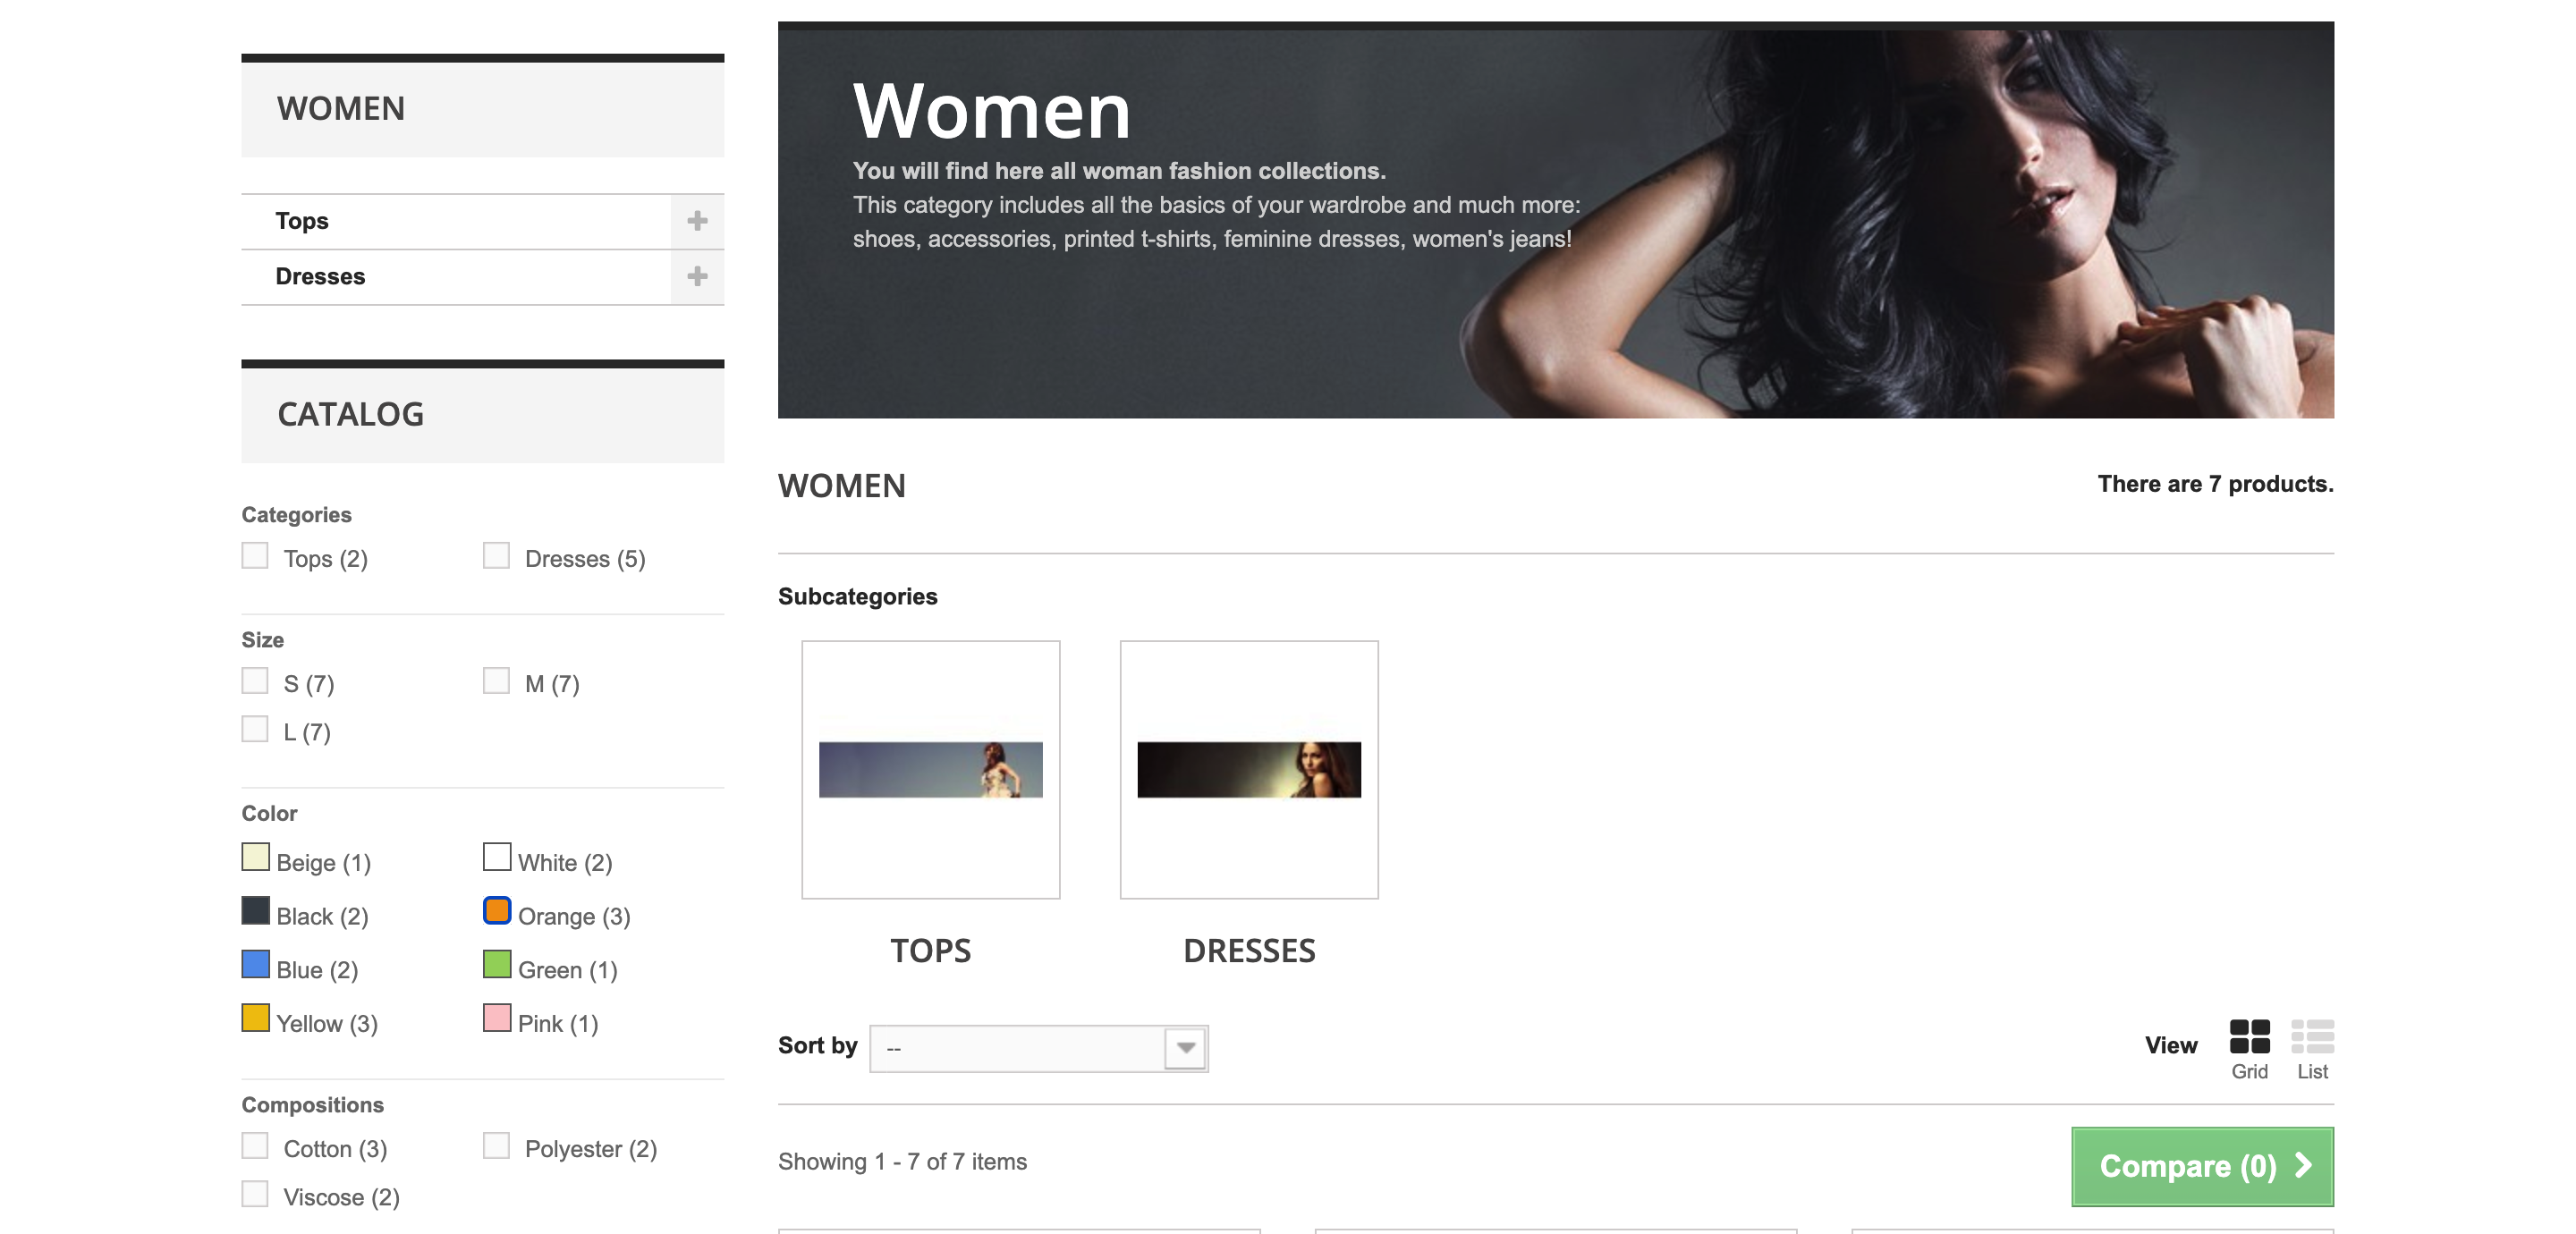 WOMEN
Tops
Dresses
CATALOG
Categories
Tops (2)
Dresses (5)
Size
S (7)
M (7)
L (7)
Color
Beige (1)
White (2)
Black (2)
Orange (3)
Blue (2)
Green (1)
Yellow (3)
Pink (1)
Compositions
Cotton (3)
Polyester (2)
Viscose (2)
Women
You will find here all woman fashion collections.
This category includes all the basics of your wardrobe and much more:
shoes, accessories, printed t-shirts, feminine dresses, women's jeans!
WOMEN
There are 7 products.
Subcategories
TOPS
DRESSES
Sort by
--
View
Grid
List
Showing 1 - 7 of 7 items
Compare (0)